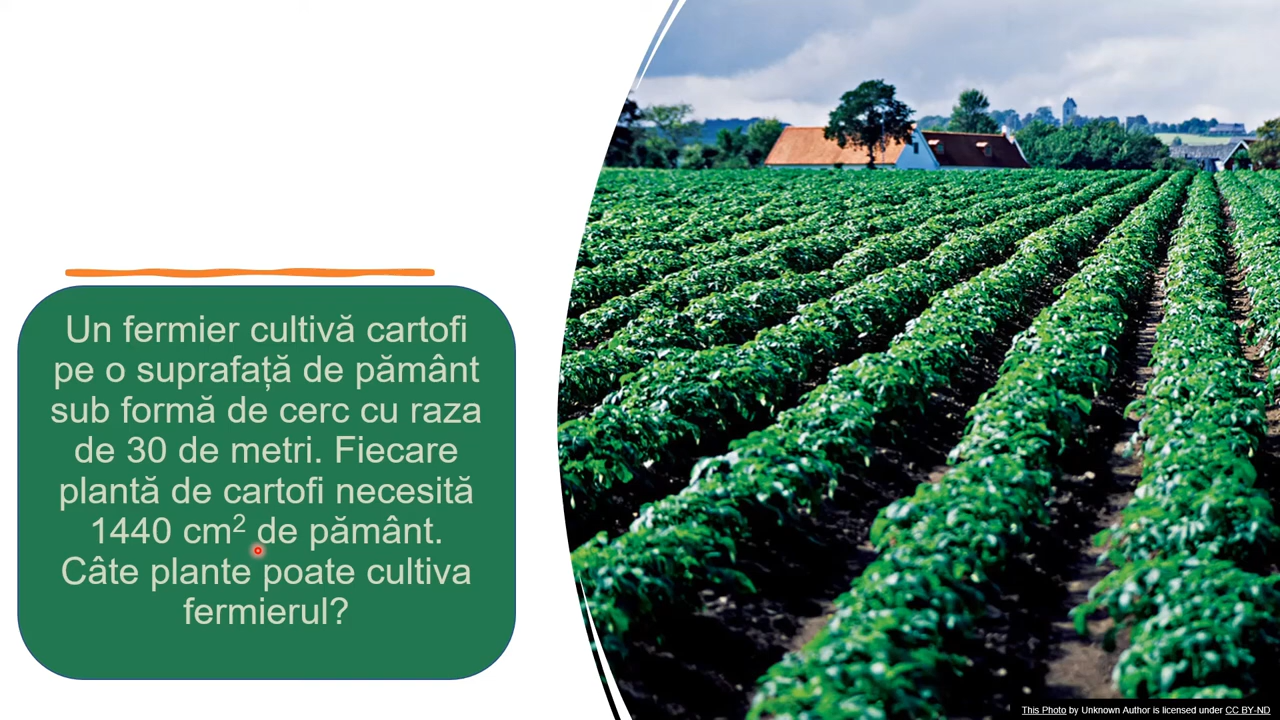 Un fermier cultivă cartofi
pe o suprafață de pământ
sub formă de cerc cu raza
de 30 de metri. Fiecare
plantă de cartofi necesită
1440 cm² de pământ.
Câte plante poate cultiva
fermierul?
This Photo by Unknown Author is licensed under CC BY-ND